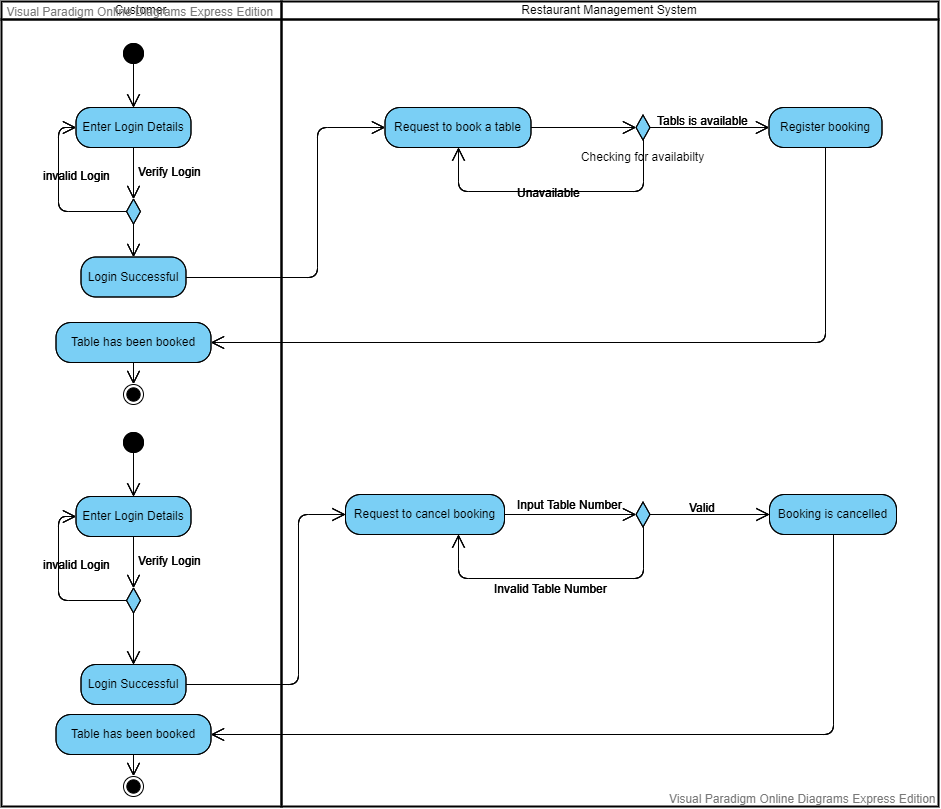 Visual Paradigm Online Diagrams Express Edition
Customer
Restaurant Management System
Enter Login Details
Request to book a table
Tabls is available
Register booking
Checking for availabilty
invalid Login
Verify Login
Unavailable
Login Successful
Table has been booked
Enter Login Details
Request to cancel booking
Input Table Number
Valid
Booking is cancelled
invalid Login
Verify Login
Invalid Table Number
Login Successful
Table has been booked
Visual Paradigm Online Diagrams Express Edition